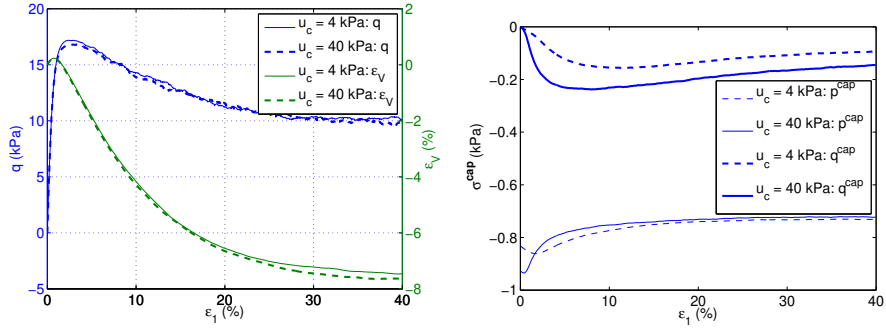 20
15
10
5
0
−5
q (kPa)
0
10
20
30
40
ε1 (%)
2
0
−2
−4
−6
−8
εV (%)
uc = 4 kPa: q
uc = 40 kPa: q
uc = 4 kPa: εV
uc = 40 kPa: εV
0
−0.2
−0.4
−0.6
−0.8
−1
σcap (kPa)
0
10
20
30
40
ε1 (%)
uc = 4 kPa: pcap
uc = 40 kPa: pcap
uc = 4 kPa: qcap
uc = 40 kPa: qcap